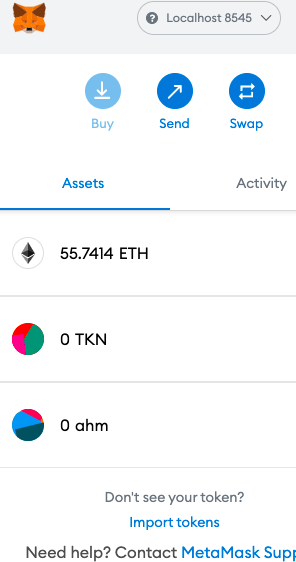 Localhost 8545
Buy
Send
Swap
Assets
Activity
55.7414 ETH
0 TKN
0 ahm
Don't see your token?
Import tokens
Need help? Contact MetaMask Supp